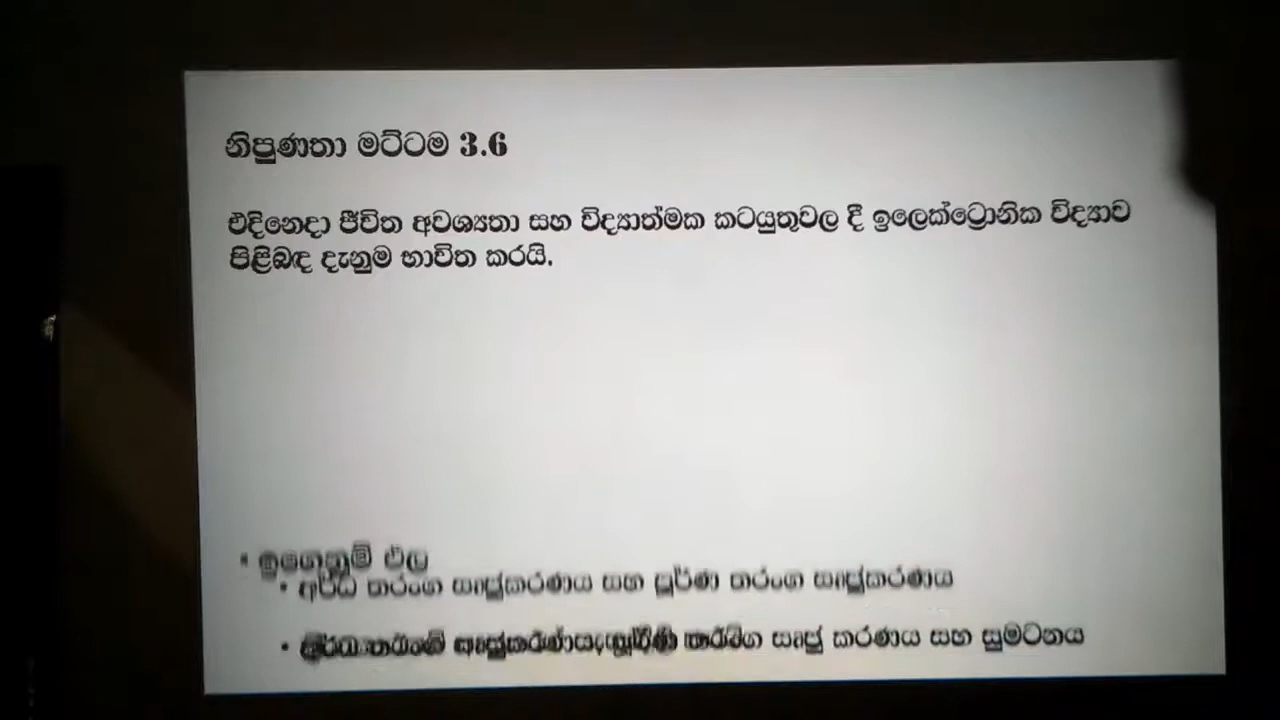 නිපුණතා මට්ටම 3.6
එදිනෙදා ජීවිත අවශ්‍යතා සහ විද්‍යාත්මක කටයුතුවල දී ඉලෙක්ට්‍රොනික විද්‍යාව
පිළිබඳ දැනුම භාවිත කරයි.
• ඉගෙනුම් ඵල
• අර්ධ තරංග සෘජුකරණය සහ පූර්ණ තරංග සෘජුකරණය
• සෘජු කරණය සහ සුමටනය